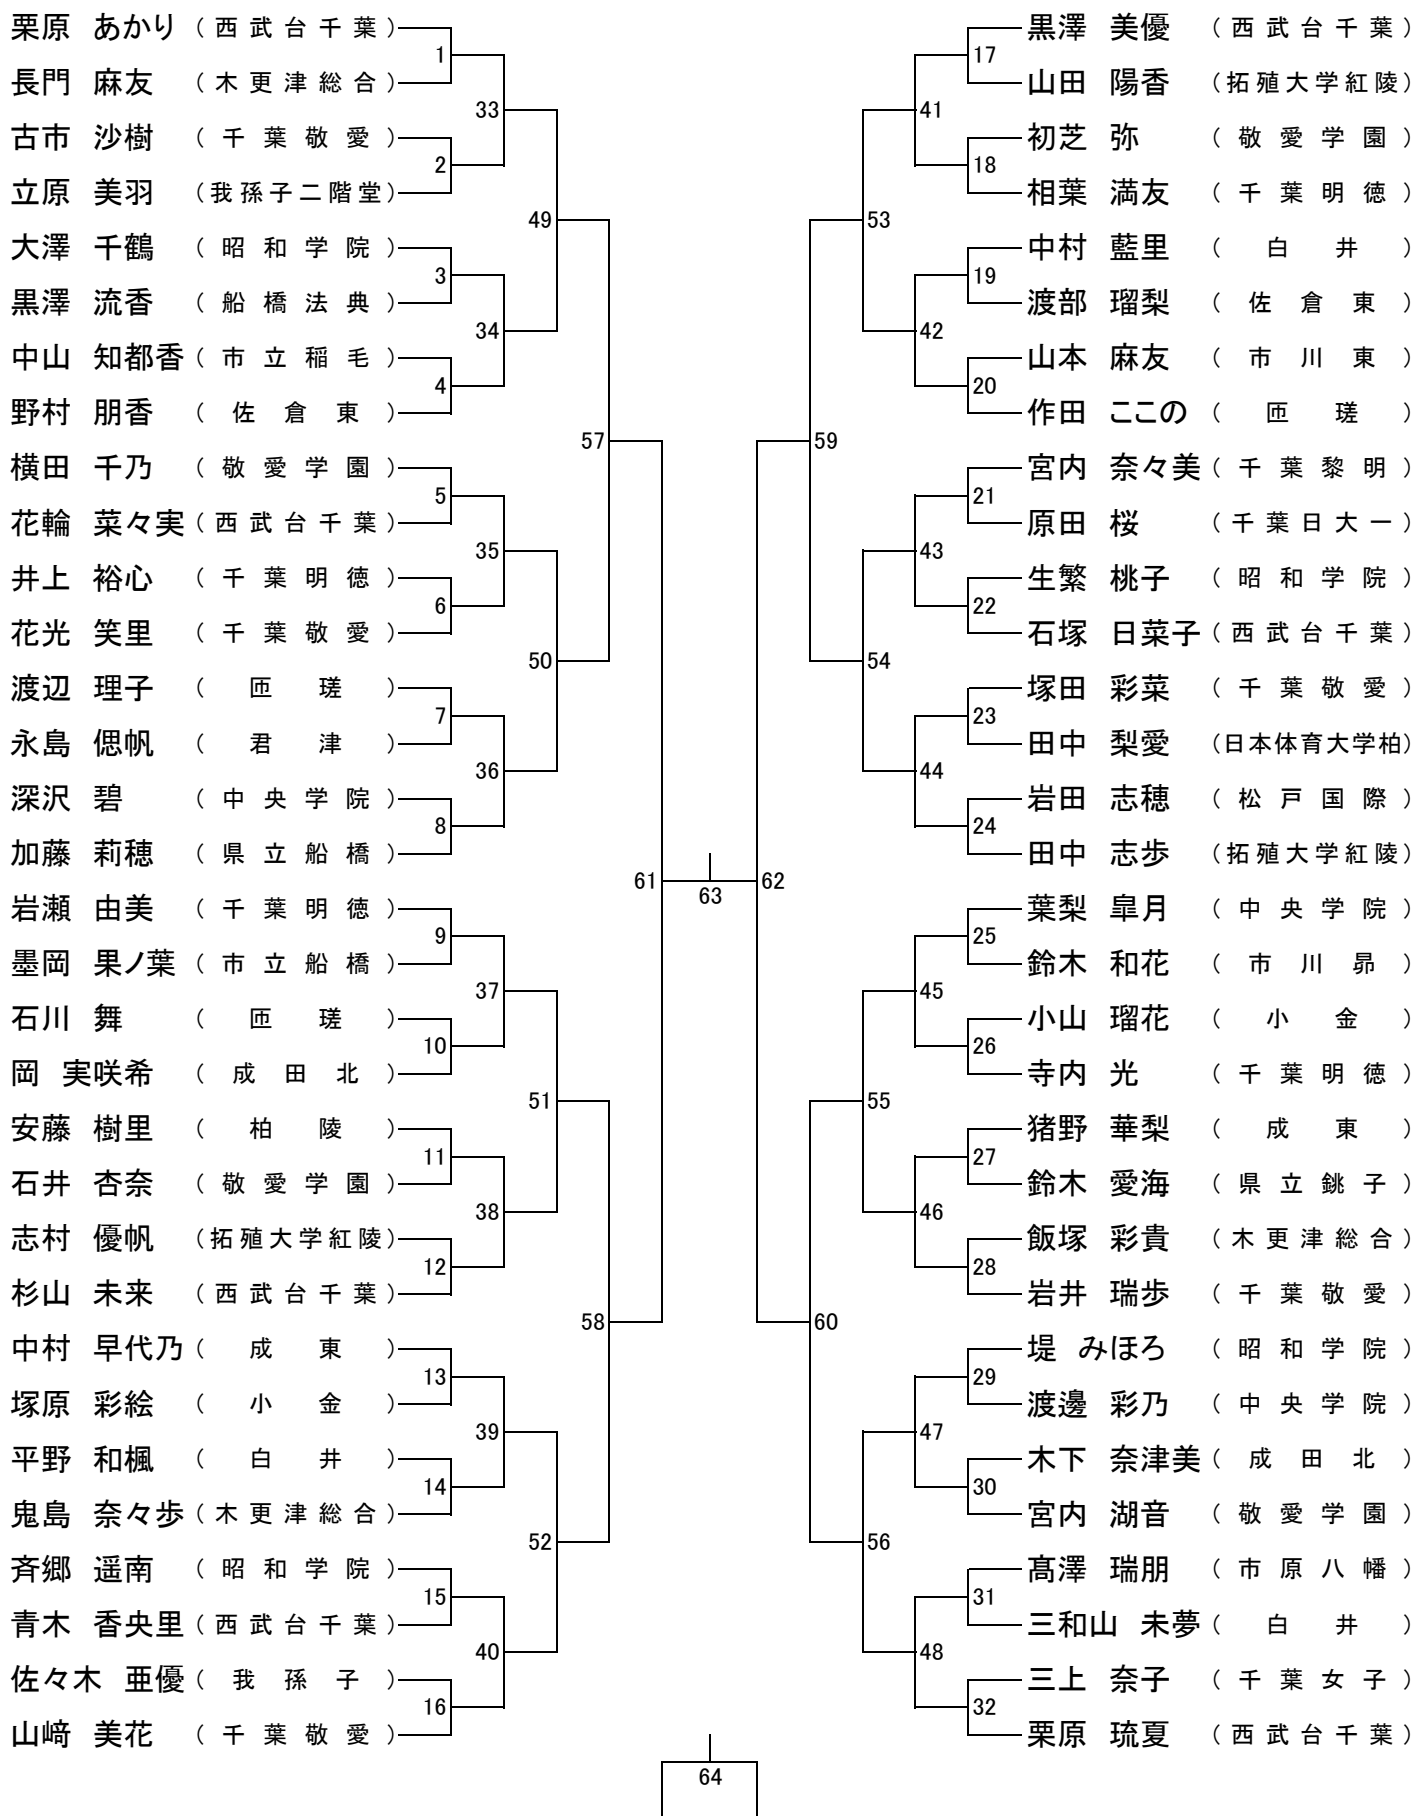 栗原 あかり (西武台千葉)
1
長門 麻友 (木更津総合)
33
古市 沙樹 (千葉敬愛)
2
立原 美羽 (我孫子二階堂)
49
大澤 千鶴 (昭和学院)
3
黒澤 流香 (船橋法典)
34
中山 知都香 (市立稲毛)
4
野村 朋香 (佐倉東)
57
横田 千乃 (敬愛学園)
5
花輪 菜々実 (西武台千葉)
35
井上 裕心 (千葉明徳)
6
花光 笑里 (千葉敬愛)
50
渡辺 理子 (匝瑳)
7
永島 偲帆 (君津)
36
深沢 碧 (中央学院)
8
加藤 莉穂 (県立船橋)
61
岩瀬 由美 (千葉明徳)
9
墨岡 果ノ葉 (市立船橋)
37
石川 舞 (匝瑳)
10
岡 実咲希 (成田北)
51
安藤 樹里 (柏陵)
11
石井 杏奈 (敬愛学園)
38
志村 優帆 (拓殖大学紅陵)
12
杉山 未来 (西武台千葉)
58
中村 早代乃 (成東)
13
塚原 彩絵 (小金)
39
平野 和楓 (白井)
14
鬼島 奈々歩 (木更津総合)
52
斉郷 遥南 (昭和学院)
15
青木 香央里 (西武台千葉)
40
佐々木 亜優 (我孫子)
16
山﨑 美花 (千葉敬愛)
63
64
黒澤 美優 (西武台千葉)
17
山田 陽香 (拓殖大学紅陵)
41
初芝 弥 (敬愛学園)
18
相葉 満友 (千葉明徳)
53
中村 藍里 (白井)
19
渡部 瑠梨 (佐倉東)
42
山本 麻友 (市川東)
20
作田 ここの (匝瑳)
59
宮内 奈々美 (千葉黎明)
21
原田 桜 (千葉日大一)
43
生繁 桃子 (昭和学院)
22
石塚 日菜子 (西武台千葉)
54
塚田 彩菜 (千葉敬愛)
23
田中 梨愛 (日本体育大学柏)
44
岩田 志穂 (松戸国際)
24
田中 志歩 (拓殖大学紅陵)
62
葉梨 皐月 (中央学院)
25
鈴木 和花 (市川昴)
45
小山 瑠花 (小金)
26
寺内 光 (千葉明徳)
55
猪野 華梨 (成東)
27
鈴木 愛海 (県立銚子)
46
飯塚 彩貴 (木更津総合)
28
岩井 瑞歩 (千葉敬愛)
60
堤 みほろ (昭和学院)
29
渡邊 彩乃 (中央学院)
47
木下 奈津美 (成田北)
30
宮内 湖音 (敬愛学園)
56
髙澤 瑞朋 (市原八幡)
31
三和山 未夢 (白井)
48
三上 奈子 (千葉女子)
32
栗原 琉夏 (西武台千葉)